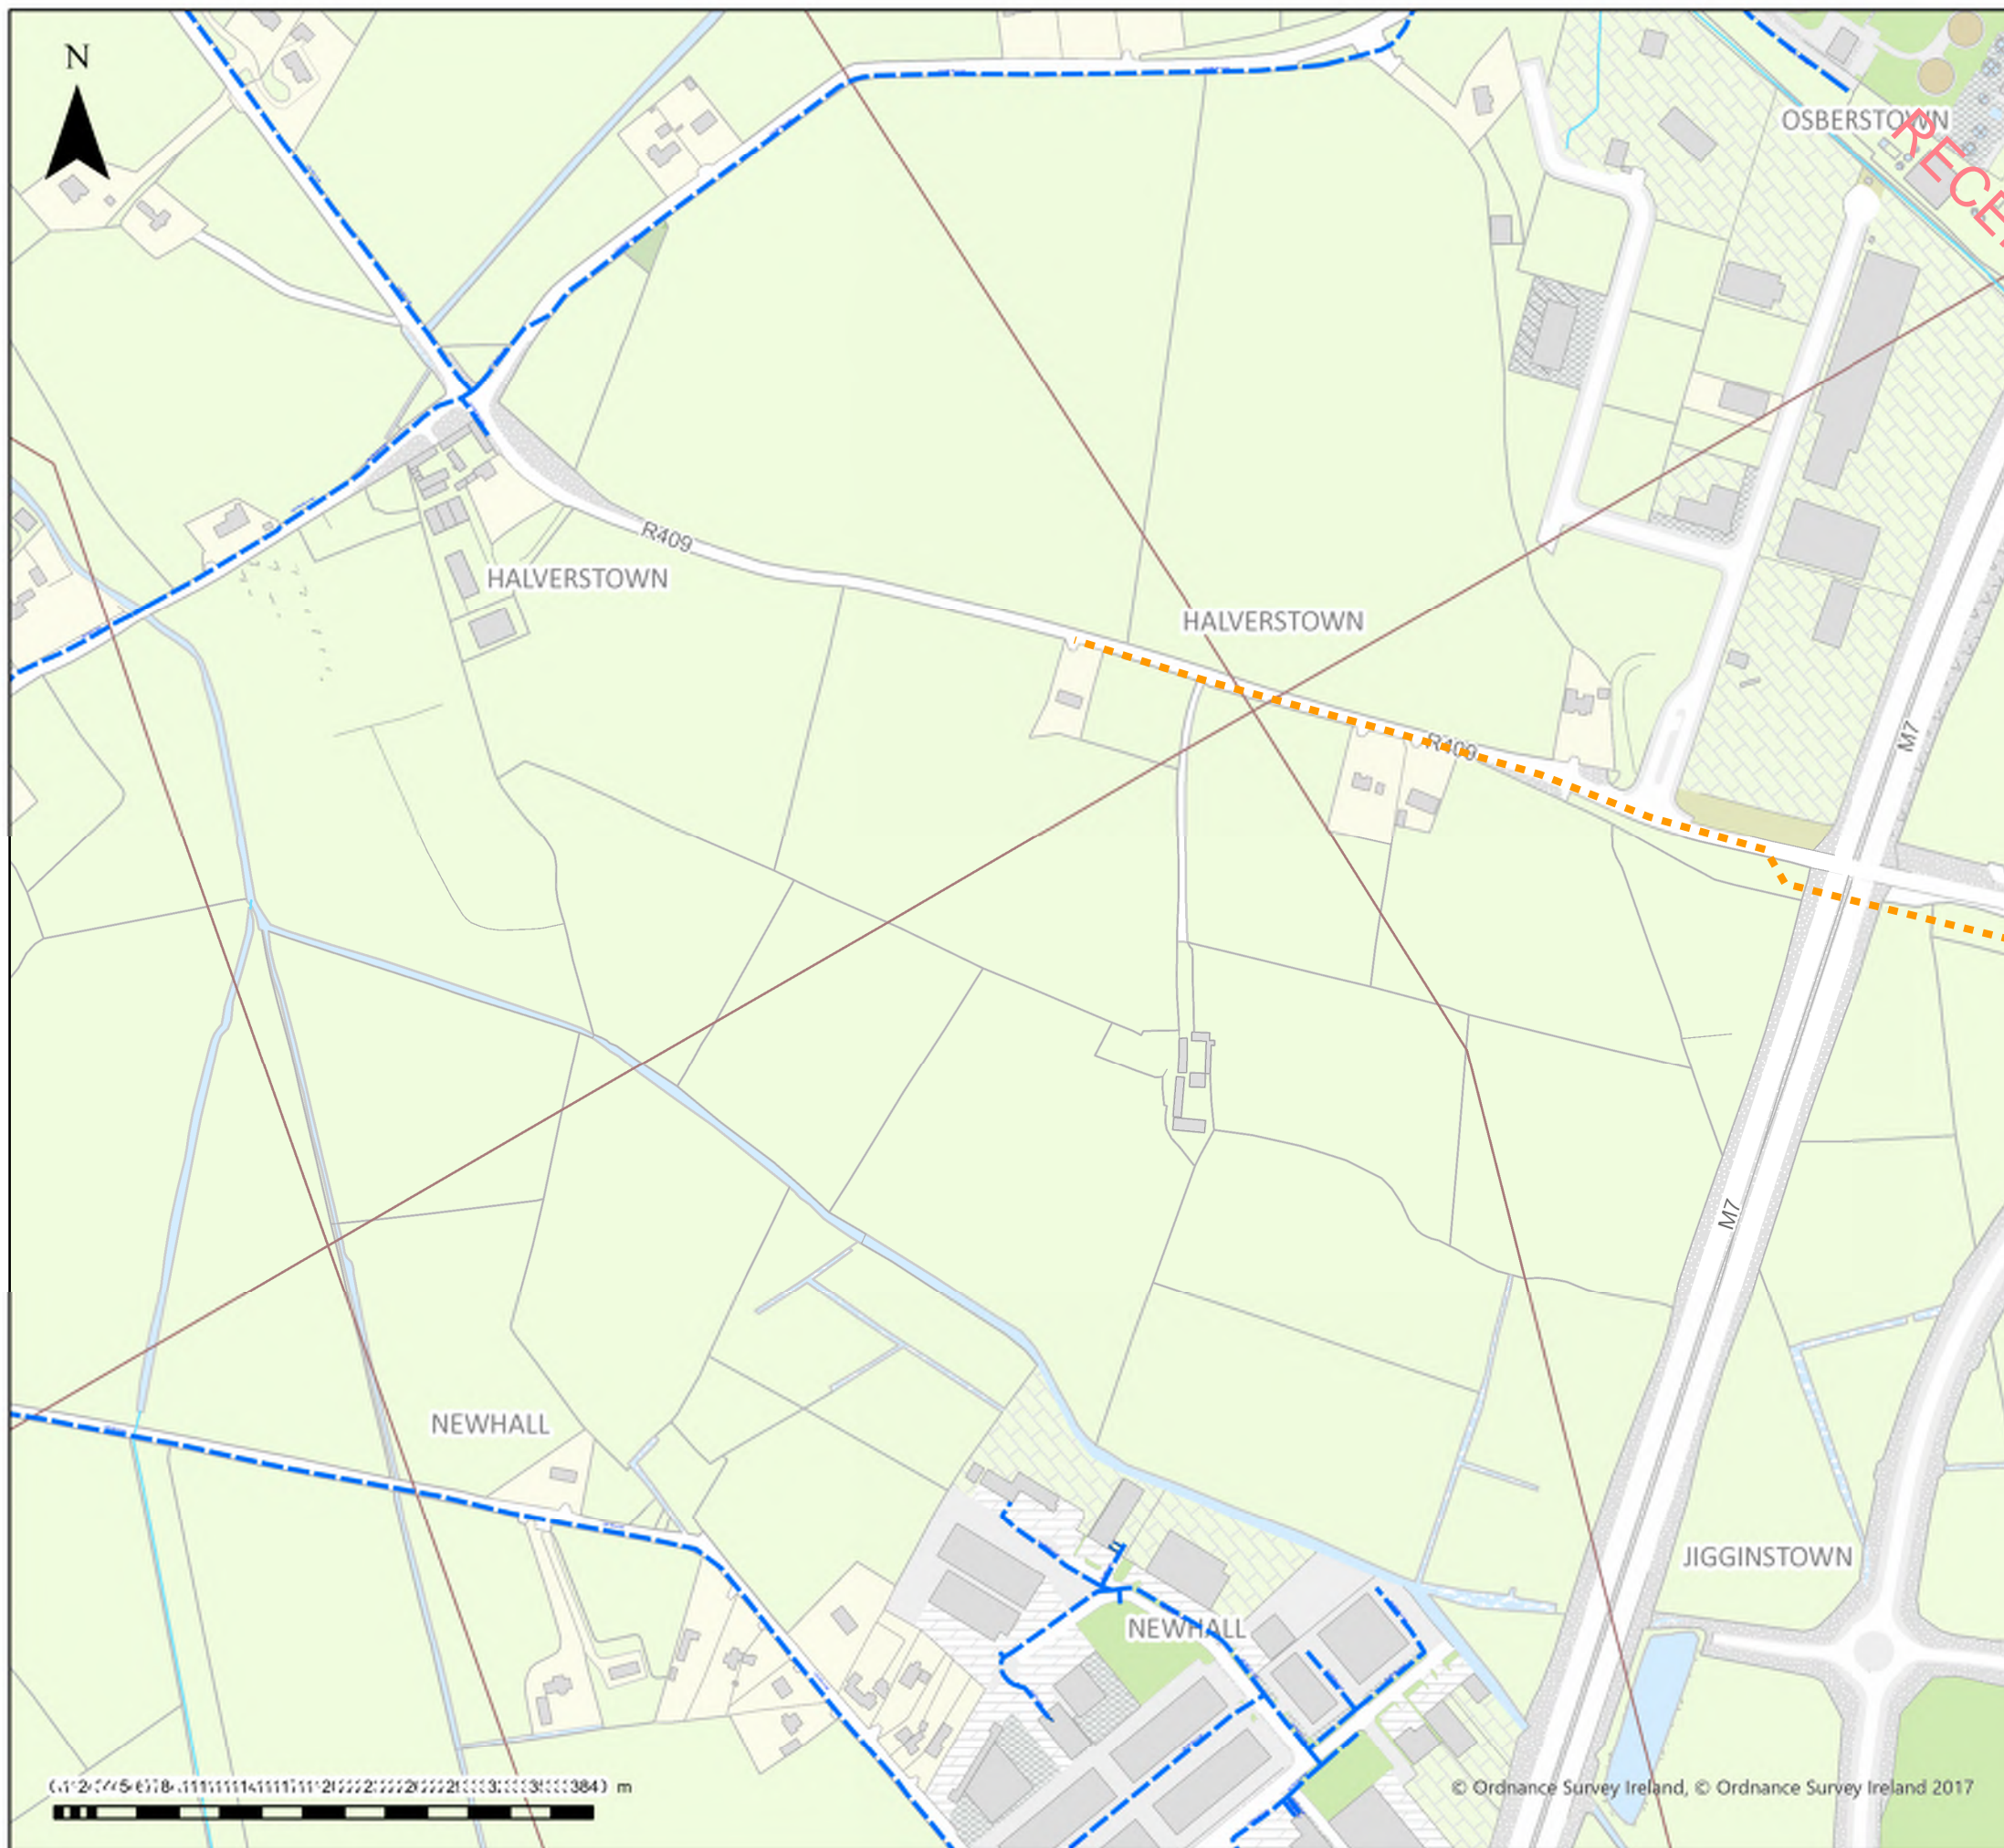 N
OSBERSTOWN
R409
HALVERSTOWN
HALVERSTOWN
R409
M7
M7
NEWHALL
JIGGINSTOWN
NEWHALL
m
© Ordnance Survey Ireland, © Ordnance Survey Ireland 2017